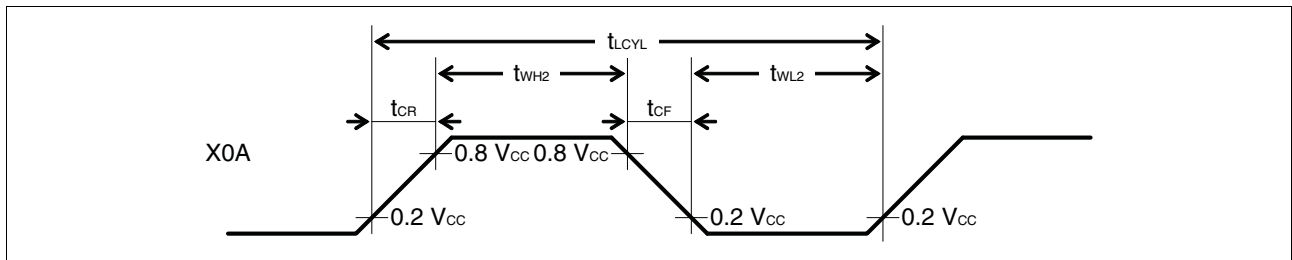 tLCYL
tWH2
tWL2
tCR
tCF
X0A
0.8 VCC 0.8 VCC
0.2 VCC
0.2 VCC
0.2 VCC